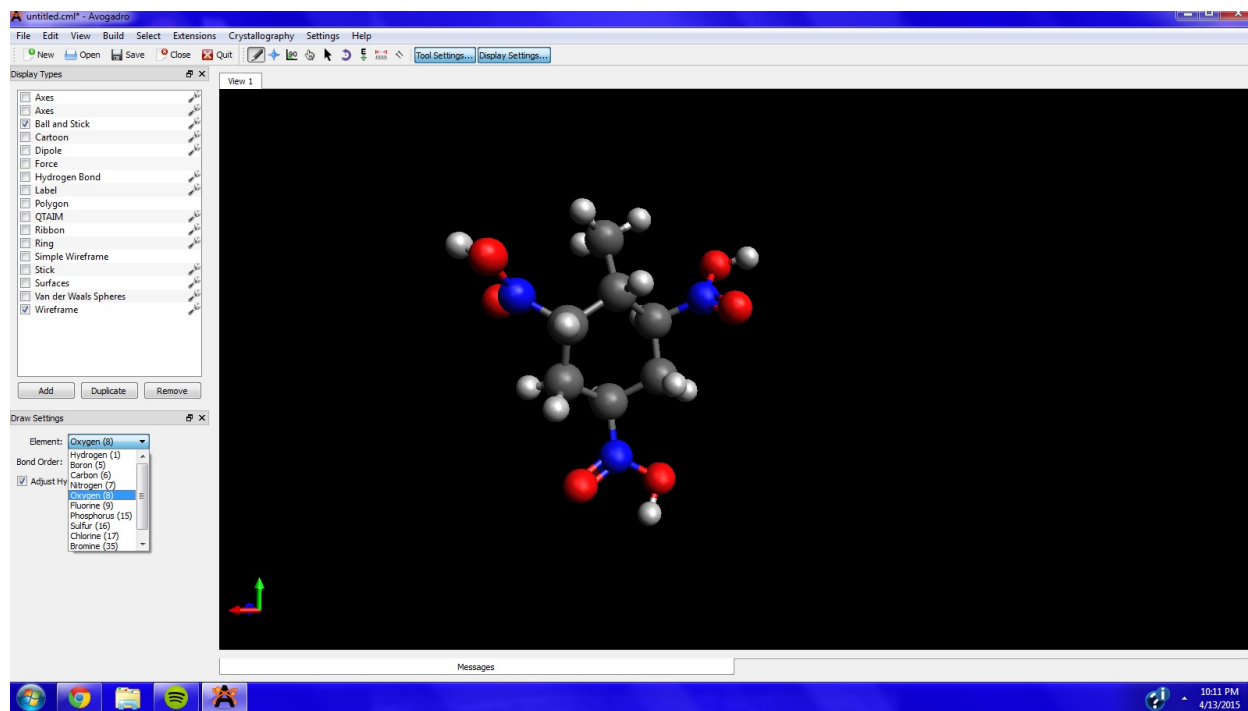 untitled.cml* - Avogadro
File Edit View Build Select Extensions Crystallography Settings Help
New Open Save Close Quit Tool Settings... Display Settings...
Display Types
View 1
Axes
Axes
Ball and Stick
Cartoon
Dipole
Force
Hydrogen Bond
Label
Polygon
QTAIM
Ribbon
Ring
Simple Wireframe
Stick
Surfaces
Van der Waals Spheres
Wireframe
Add Duplicate Remove
Draw Settings
Element: Oxygen (8)
Hydrogen (1)
Bond Order:
Boron (5)
Carbon (6)
Adjust Hy
Nitrogen (7)
Oxygen (8)
Fluorine (9)
Phosphorus (15)
Sulfur (16)
Chlorine (17)
Bromine (35)
Messages
10:11 PM
4/13/2015